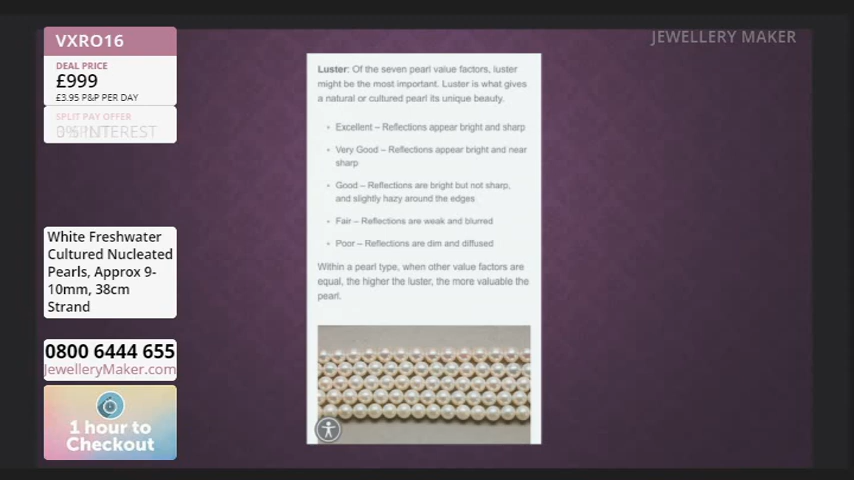 VXRO16
DEAL PRICE
£999
£3.95 P&P PER DAY
SPLIT PAY OFFER
INTEREST
White Freshwater
Cultured Nucleated
Pearls, Approx 9-
10mm, 38cm
Strand
0800 6444 655
JewelleryMaker.com
1 hour to
Checkout
JEWELLERY MAKER
Luster: Of the seven pearl value factors, luster
might be the most important. Luster is what gives
a natural or cultured pearl its unique beauty.
• Excellent – Reflections appear bright and sharp
• Very Good – Reflections appear bright and near
sharp
• Good – Reflections are bright but not sharp,
and slightly hazy around the edges
• Fair – Reflections are weak and blurred
• Poor – Reflections are dim and diffused
Within a pearl type, when other value factors are
equal, the higher the luster, the more valuable the
pearl.